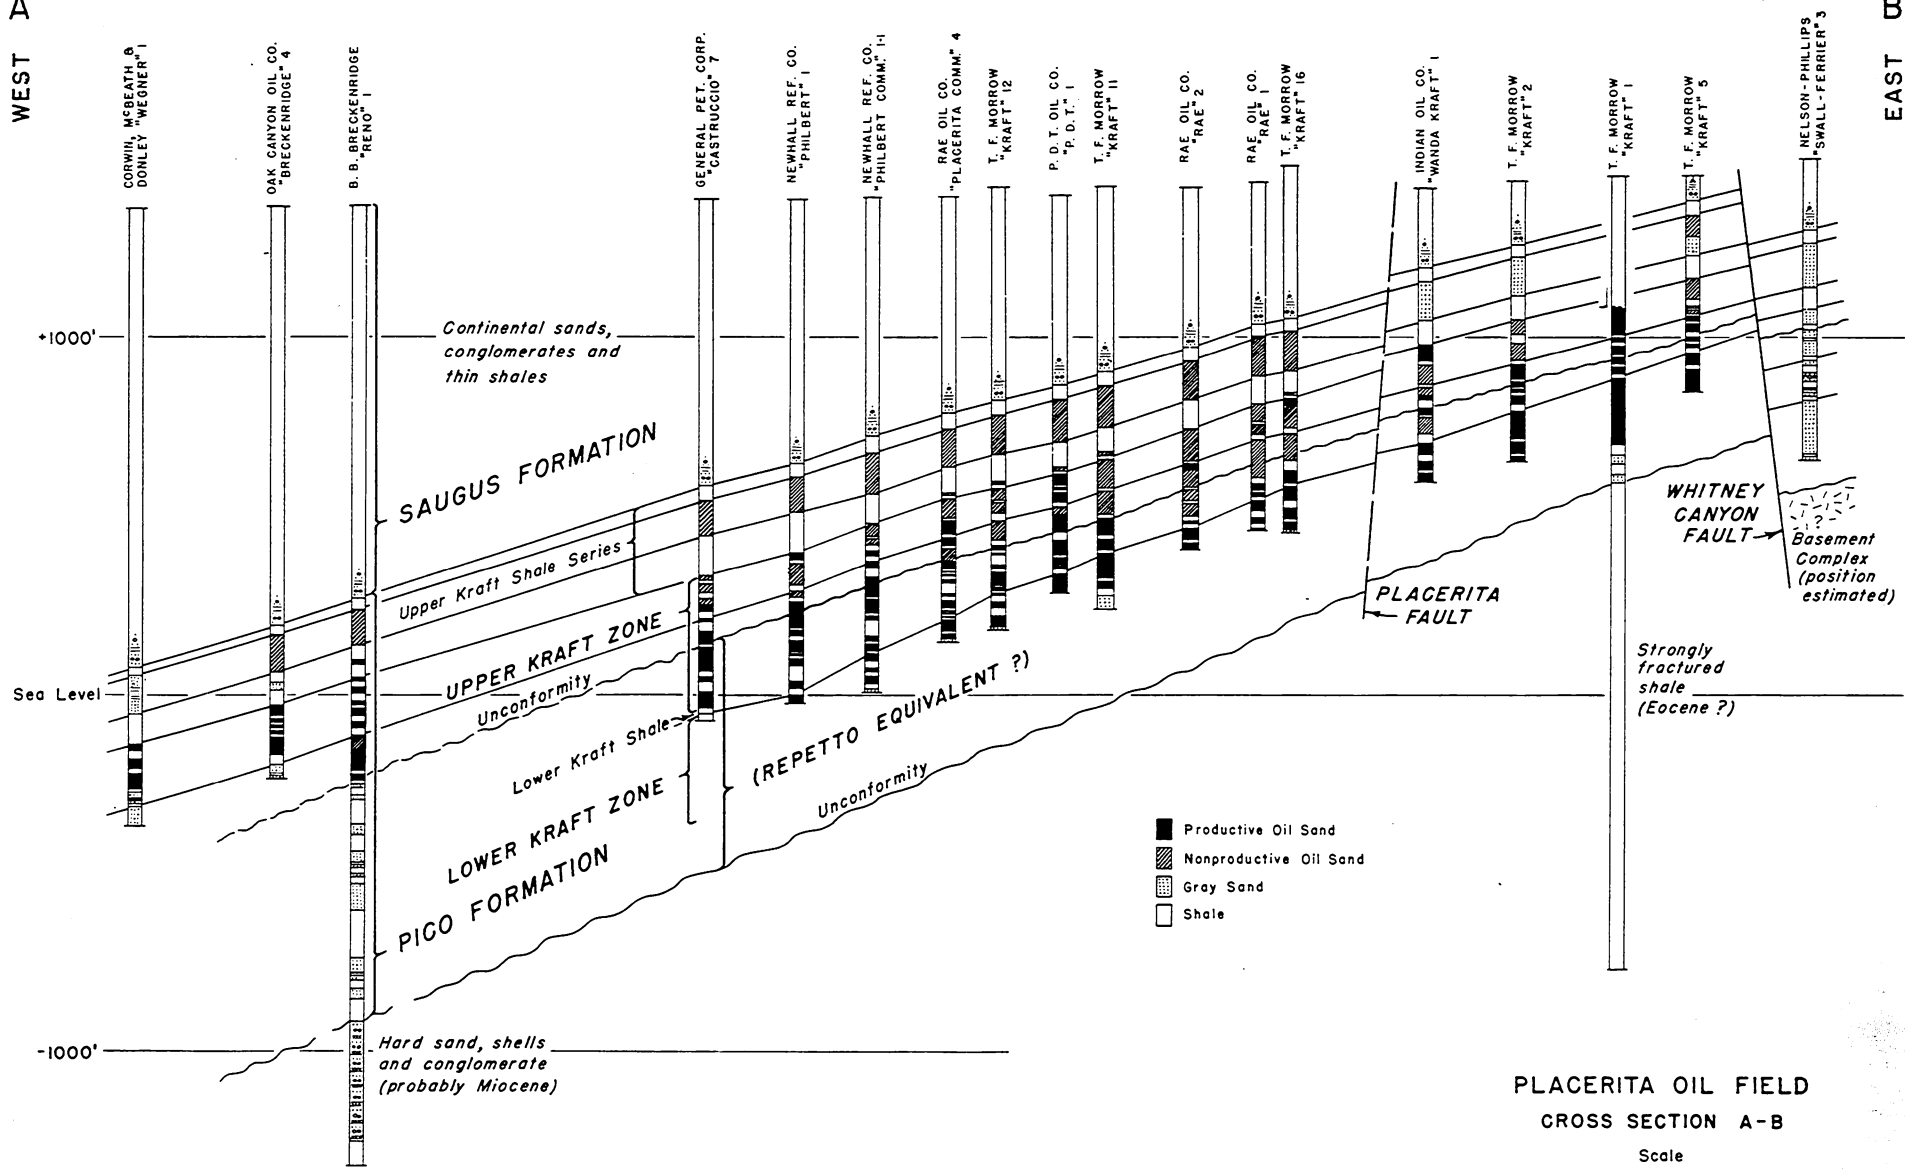 A
WEST
B
EAST
CORWIN, McBEATH &
DONLEY "WEGNER" 1
OAK CANYON OIL CO.
"BRECKENRIDGE" 4
B. B. BRECKENRIDGE
"RENO" 1
GENERAL PET. CORP.
"CASTRUCCIO" 7
NEWHALL REF. CO.
"PHILBERT" 1
NEWHALL REF. CO.
"PHILBERT COMM." 1-1
RAE OIL CO.
"PLACERITA COMM." 4
T. F. MORROW
"KRAFT" 12
P. D. T. OIL CO.
"P. D. T." 1
T. F. MORROW
"KRAFT" 11
RAE OIL CO.
"RAE" 2
RAE OIL CO.
"RAE" 1
T. F. MORROW
"KRAFT" 16
INDIAN OIL CO.
"WANDA KRAFT" 1
T. F. MORROW
"KRAFT" 2
T. F. MORROW
"KRAFT" 1
T. F. MORROW
"KRAFT" 5
NELSON-PHILLIPS
"SWALL-FERRIER" 3
+1000'
Continental sands,
conglomerates and
thin shales
SAUGUS FORMATION
Upper Kraft Shale Series
UPPER KRAFT ZONE
Unconformity
Sea Level
Lower Kraft Shale
LOWER KRAFT ZONE
PICO FORMATION
(REPETTO EQUIVALENT ?)
Unconformity
PLACERITA
FAULT
WHITNEY
CANYON
FAULT
?
Basement
Complex
(position
estimated)
Strongly
fractured
shale
(Eocene ?)
Productive Oil Sand
Nonproductive Oil Sand
Gray Sand
Shale
-1000'
Hard sand, shells
and conglomerate
(probably Miocene)
PLACERITA OIL FIELD
CROSS SECTION A-B
Scale